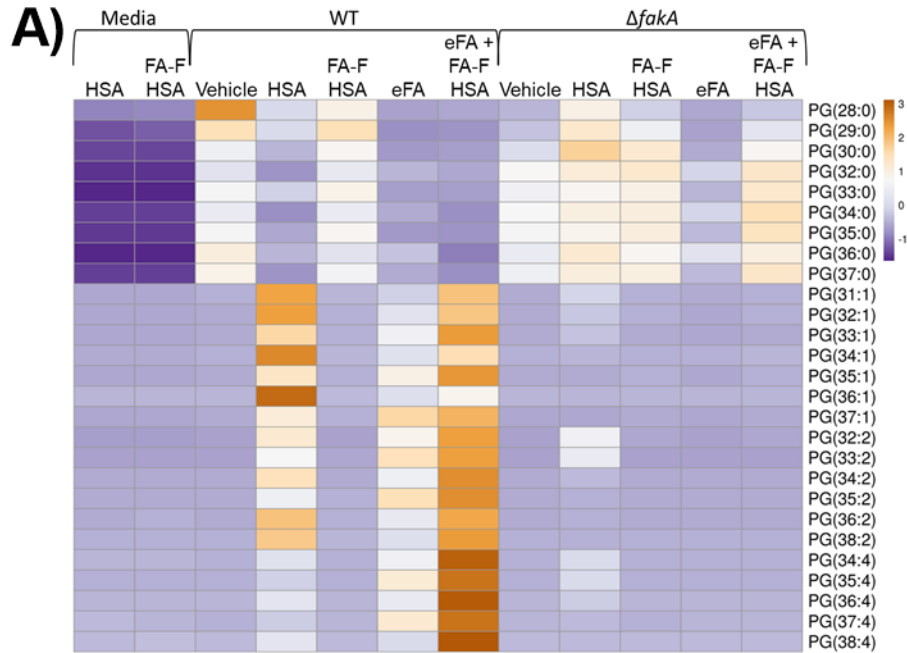 A)
Media WT ΔfakA
eFA + eFA +
FA-F FA-F FA-F FA-F FA-F
HSA HSA Vehicle HSA HSA eFA HSA Vehicle HSA HSA eFA HSA
PG(28:0)
PG(29:0)
PG(30:0)
PG(32:0)
PG(33:0)
PG(34:0)
PG(35:0)
PG(36:0)
PG(37:0)
PG(31:1)
PG(32:1)
PG(33:1)
PG(34:1)
PG(35:1)
PG(36:1)
PG(37:1)
PG(32:2)
PG(33:2)
PG(34:2)
PG(35:2)
PG(36:2)
PG(38:2)
PG(34:4)
PG(35:4)
PG(36:4)
PG(37:4)
PG(38:4)
3
2
1
0
-1